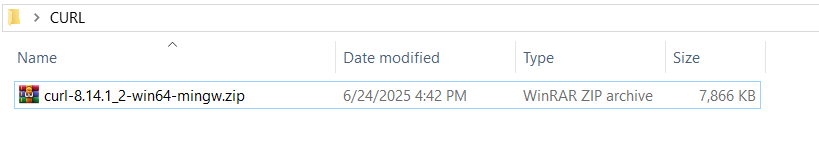 CURL
Name Date modified Type Size
curl-8.14.1_2-win64-mingw.zip 6/24/2025 4:42 PM WinRAR ZIP archive 7,866 KB